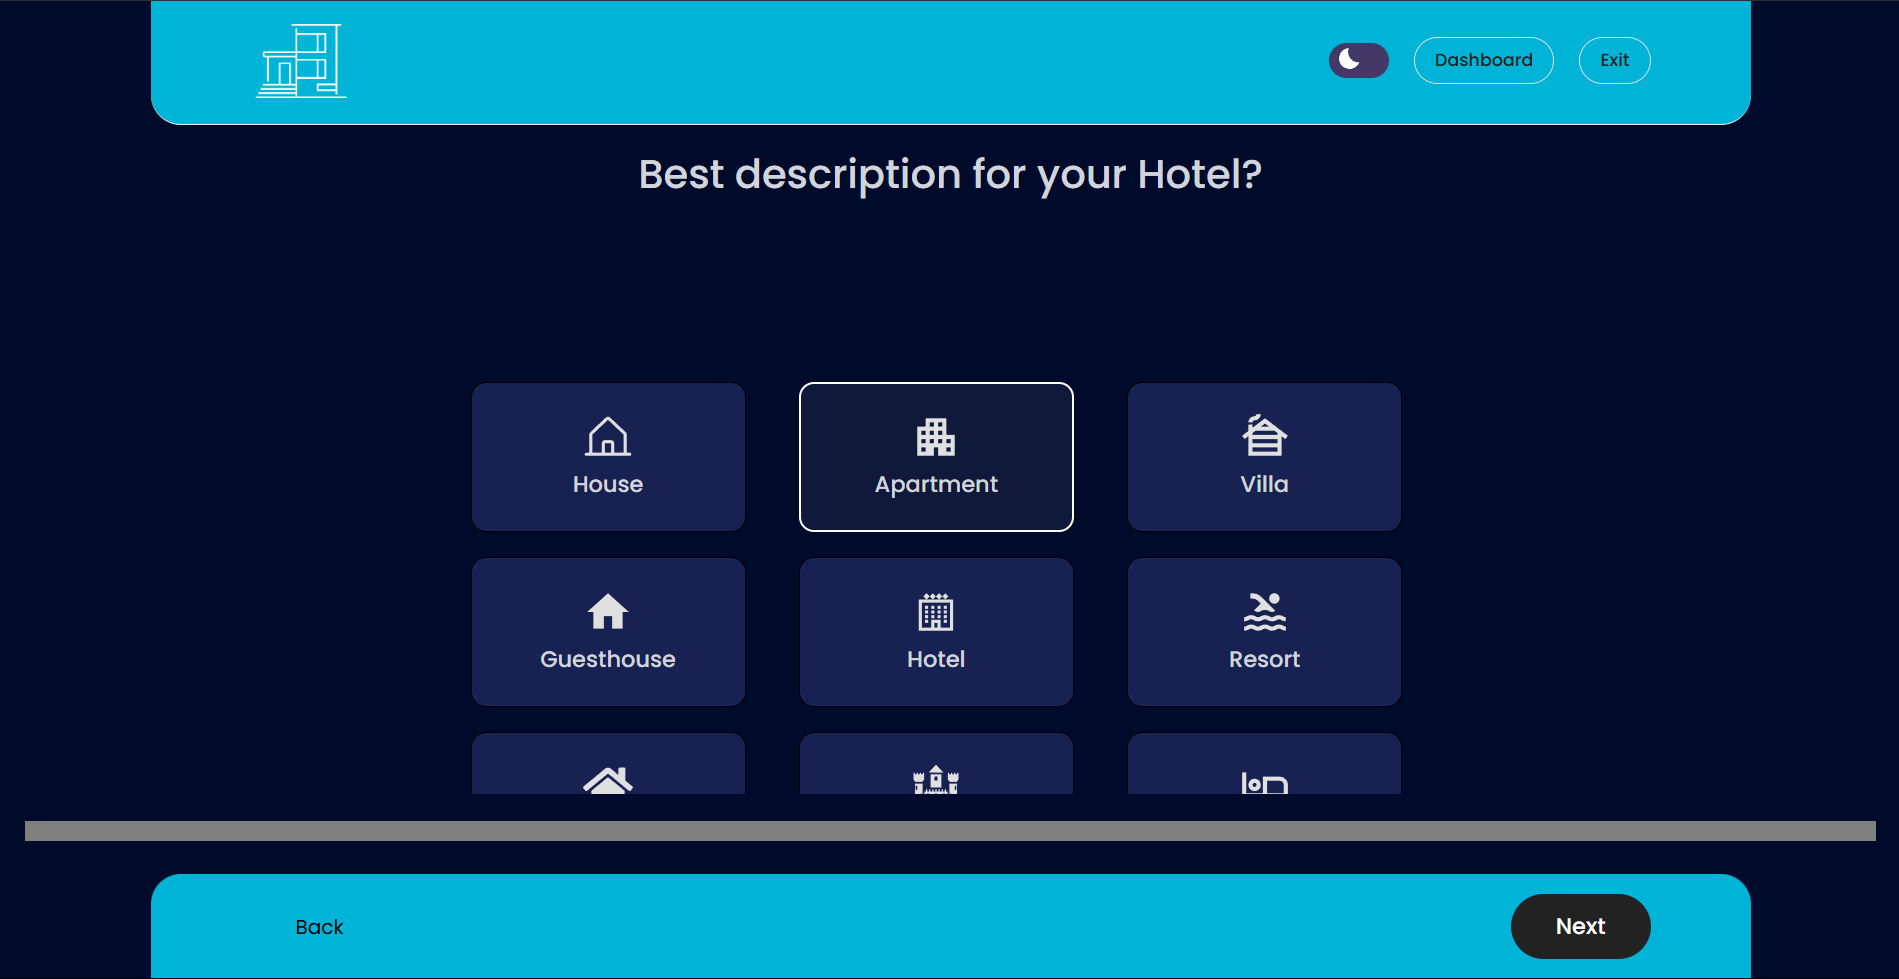 Dashboard
Exit
Best description for your Hotel?
House
Apartment
Villa
Guesthouse
Hotel
Resort
Back
Next